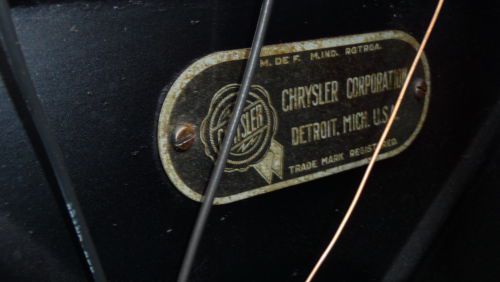 M. DE F. M. IND. RGTRDA.
CHRYSLER CORPORATION
CHRYSLER
DETROIT, MICH. U.S.A.
TRADE MARK REGISTERED.